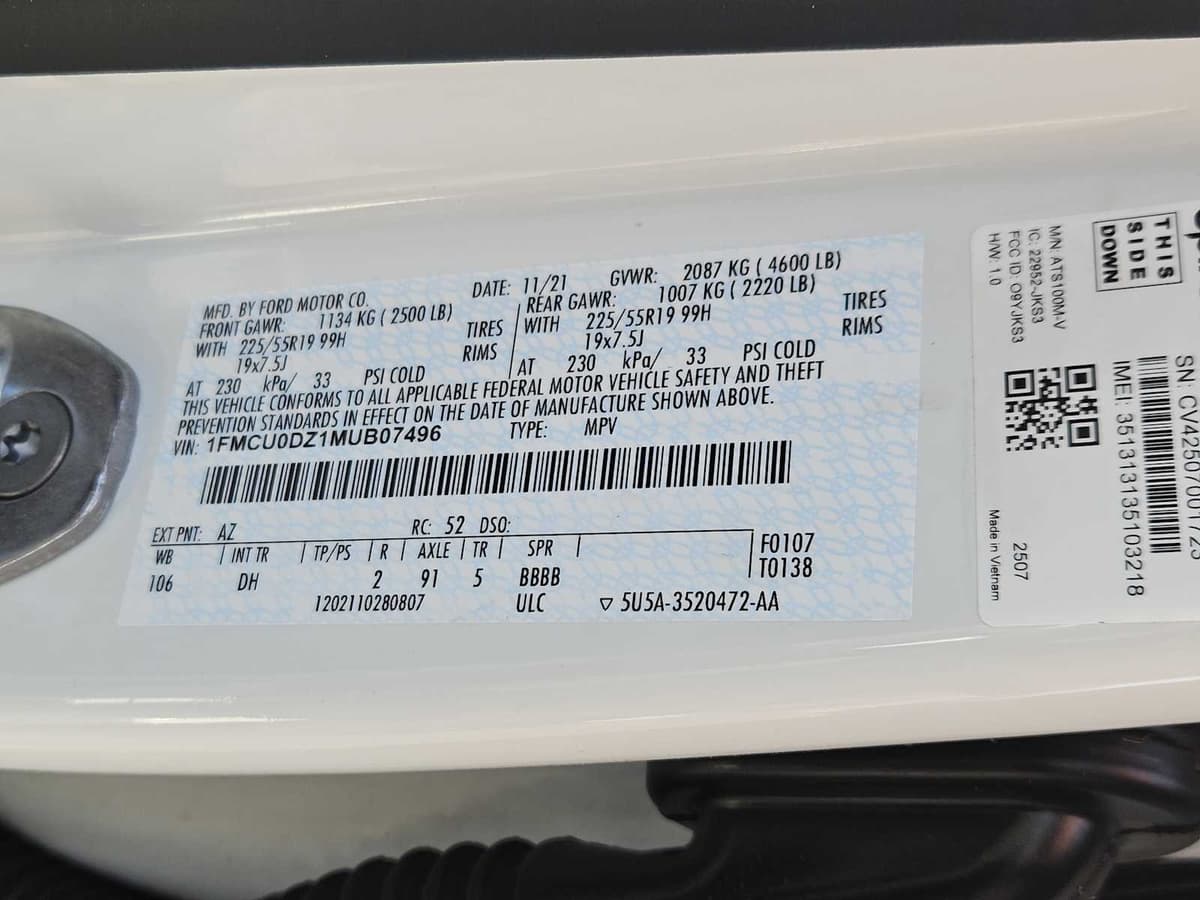 MFD. BY FORD MOTOR CO.
DATE: 11/21 GVWR: 2087 KG ( 4600 LB)
FRONT GAWR: 1134 KG ( 2500 LB)
WITH 225/55R19 99H TIRES
19x7.5J RIMS
AT 230 kPa/ 33 PSI COLD
REAR GAWR: 1007 KG ( 2220 LB)
WITH 225/55R19 99H TIRES
19x7.5J RIMS
AT 230 kPa/ 33 PSI COLD
THIS VEHICLE CONFORMS TO ALL APPLICABLE FEDERAL MOTOR VEHICLE SAFETY AND THEFT
PREVENTION STANDARDS IN EFFECT ON THE DATE OF MANUFACTURE SHOWN ABOVE.
VIN: 1FMCU0DZ1MUB07496 TYPE: MPV
EXT PNT: AZ RC: 52 DSO:
WB INT TR TP/PS R AXLE TR SPR F0107
106 DH 2 91 5 BBBB T0138
1202110280807 ULC ▽ 5U5A-3520472-AA
THIS
SIDE
DOWN
M/N: ATS100M-V
IC: 22952-JKS3
FCC ID: O9YJKS3
H/W: 1.0
IMEI: 351313135103218
2507
Made in Vietnam